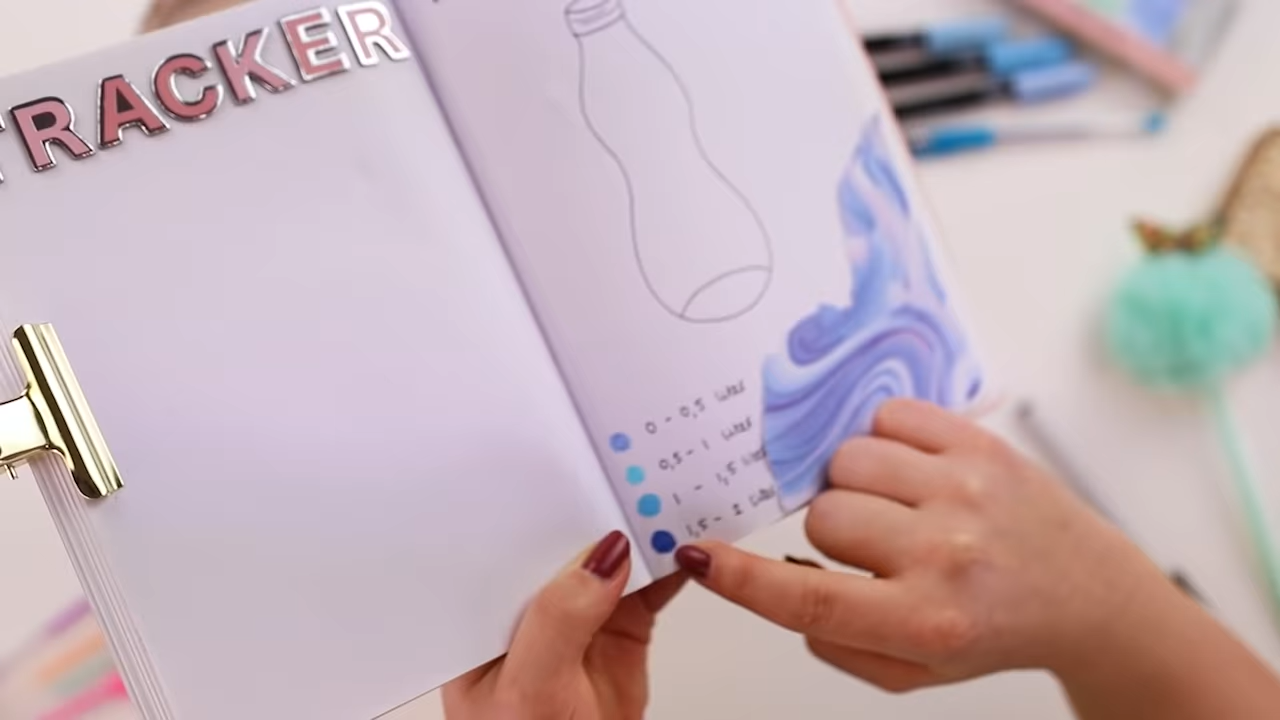 TRACKER
0 - 0,5 liter
0,5 - 1 liter
1 - 1,5 liter
1,5 - 2 liter